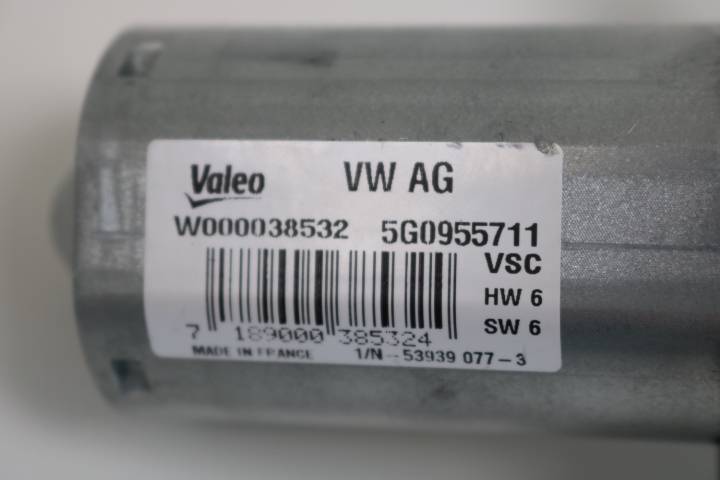 Valeo VW AG
W000038532 5G0955711
VSC
HW 6
SW 6
7 189000 385324
MADE IN FRANCE 1/N - 53939 077-3